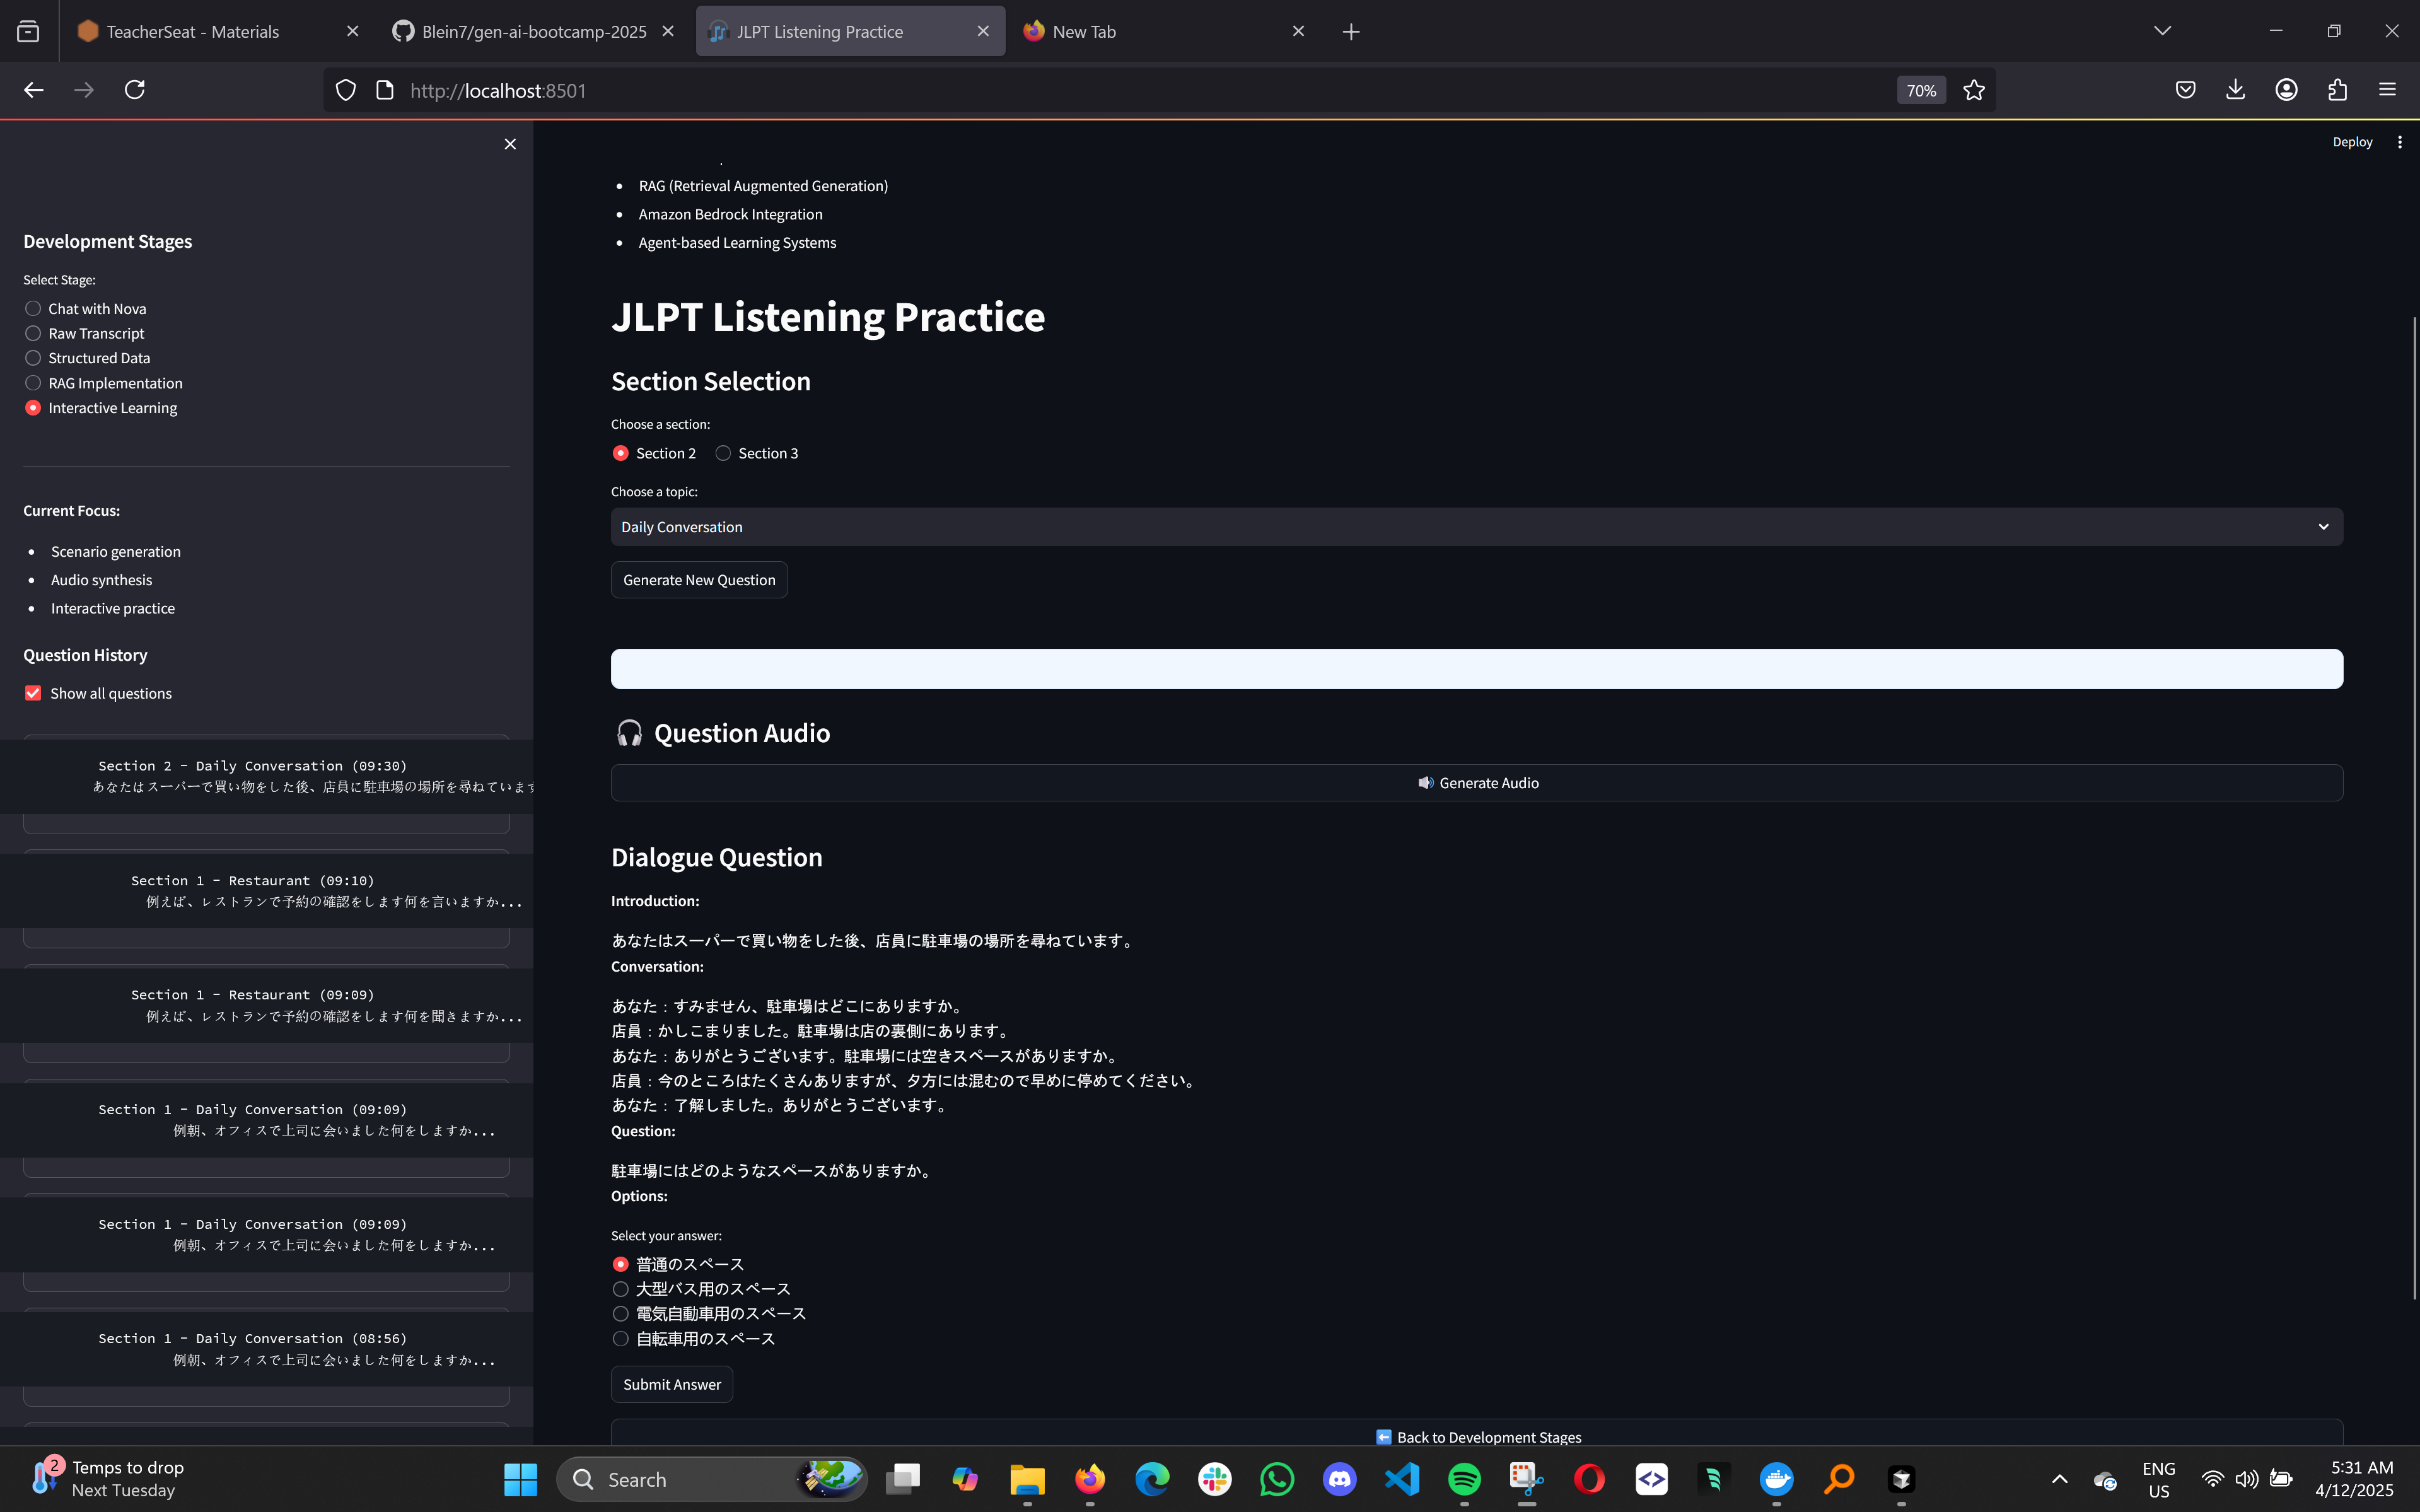 TeacherSeat - Materials
Blein7/gen-ai-bootcamp-2025
JLPT Listening Practice
New Tab
http://localhost:8501
70%
Deploy
Development Stages
Select Stage:
Chat with Nova
Raw Transcript
Structured Data
RAG Implementation
Interactive Learning
Current Focus:
Scenario generation
Audio synthesis
Interactive practice
Question History
Show all questions
Section 2 - Daily Conversation (09:30)
あなたはスーパーで買い物をした後、店員に駐車場の場所を尋ねています
Section 1 - Restaurant (09:10)
例えば、レストランで予約の確認をします何を言いますか...
Section 1 - Restaurant (09:09)
例えば、レストランで予約の確認をします何を聞きますか...
Section 1 - Daily Conversation (09:09)
例朝、オフィスで上司に会いました何をしますか...
Section 1 - Daily Conversation (09:09)
例朝、オフィスで上司に会いました何をしますか...
Section 1 - Daily Conversation (08:56)
例朝、オフィスで上司に会いました何をしますか...
RAG (Retrieval Augmented Generation)
Amazon Bedrock Integration
Agent-based Learning Systems
JLPT Listening Practice
Section Selection
Choose a section:
Section 2 Section 3
Choose a topic:
Daily Conversation
Generate New Question
Question Audio
Generate Audio
Dialogue Question
Introduction:
あなたはスーパーで買い物をした後、店員に駐車場の場所を尋ねています。
Conversation:
あなた：すみません、駐車場はどこにありますか。
店員：かしこまりました。駐車場は店の裏側にあります。
あなた：ありがとうございます。駐車場には空きスペースがありますか。
店員：今のところはたくさんありますが、夕方には混むので早めに停めてください。
あなた：了解しました。ありがとうございます。
Question:
駐車場にはどのようなスペースがありますか。
Options:
Select your answer:
普通のスペース
大型バス用のスペース
電気自動車用のスペース
自転車用のスペース
Submit Answer
Back to Development Stages
2
Temps to drop
Next Tuesday
Search
ENG
US
5:31 AM
4/12/2025